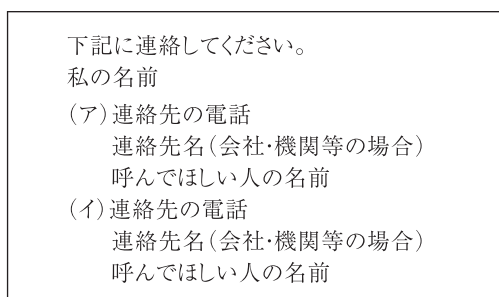 下記に連絡してください。
私の名前
(ア)連絡先の電話
連絡先名(会社・機関等の場合)
呼んでほしい人の名前
(イ)連絡先の電話
連絡先名(会社・機関等の場合)
呼んでほしい人の名前